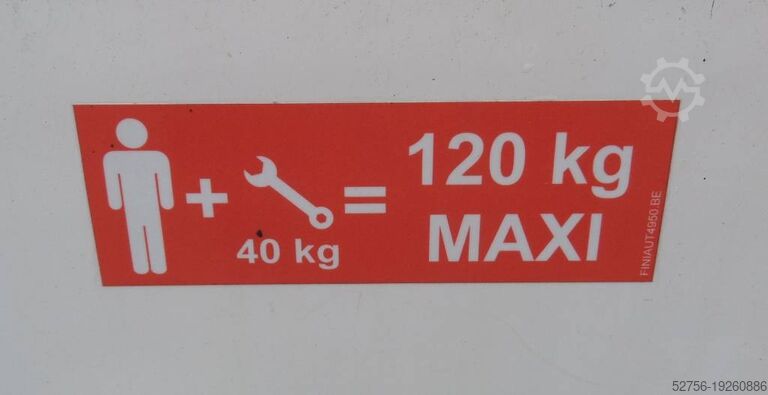 + = 120 kg
40 kg MAXI
FINIAUT4950.BE
52756-19260886